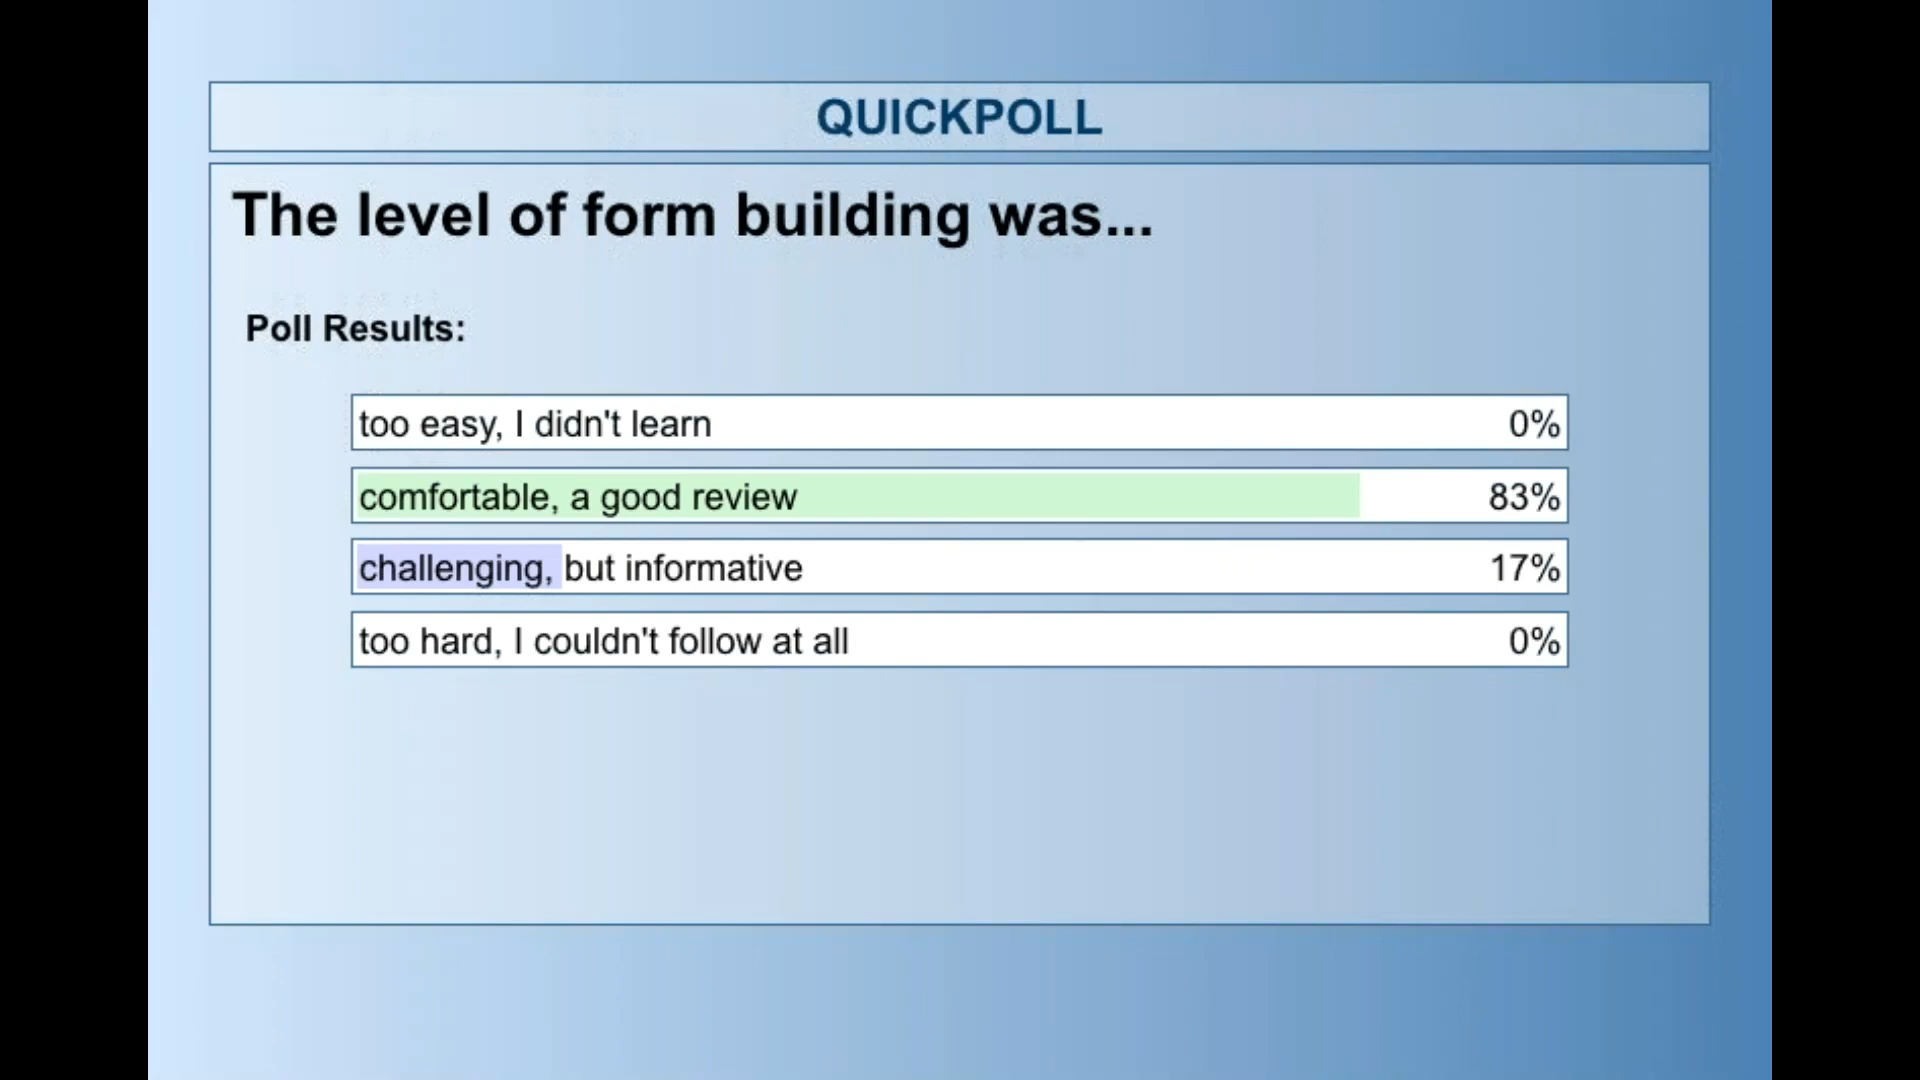 QUICKPOLL
The level of form building was...
Poll Results:
too easy, I didn't learn 0%
comfortable, a good review 83%
challenging, but informative 17%
too hard, I couldn't follow at all 0%